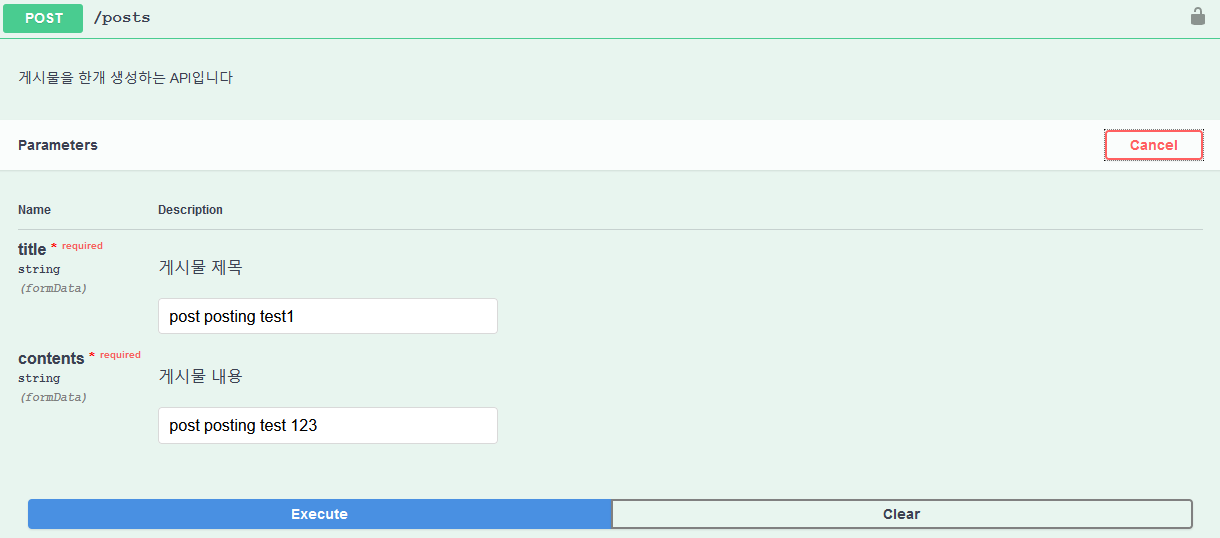 POST /posts
게시물을 한개 생성하는 API입니다
Parameters Cancel
Name Description
title * required
string
(formData)
게시물 제목
post posting test1
contents * required
string
(formData)
게시물 내용
post posting test 123
Execute Clear